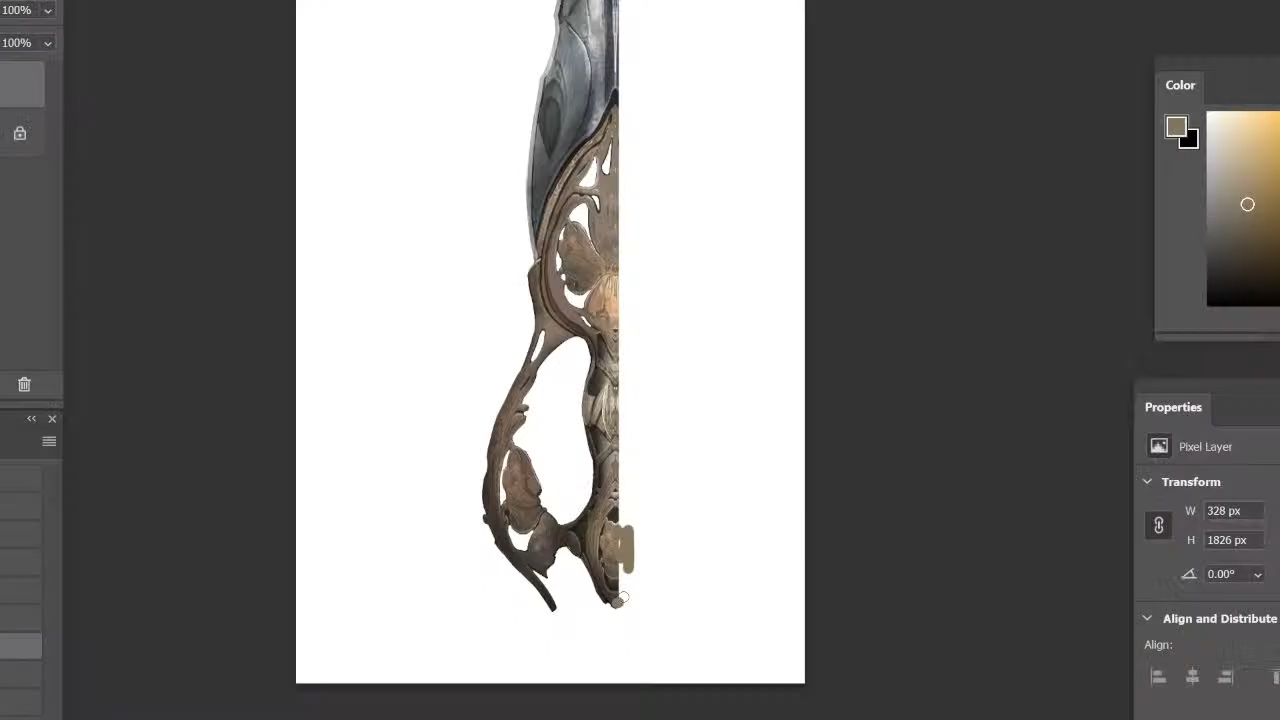 100%
100%
Color
Properties
Pixel Layer
Transform
W 328 px
H 1826 px
0.00°
Align and Distribute
Align: